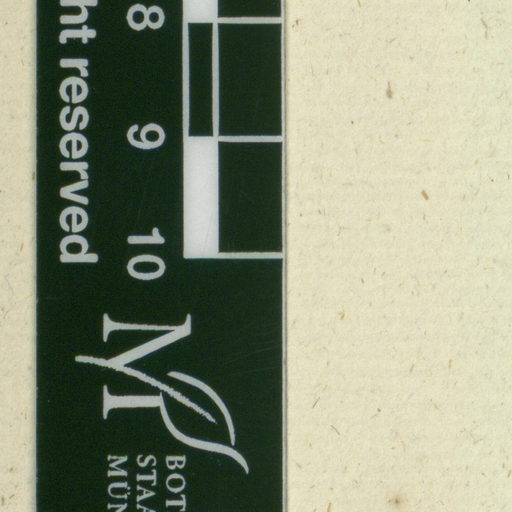 ht reserved
8 9 10
M
BOT
STAA
MÜN